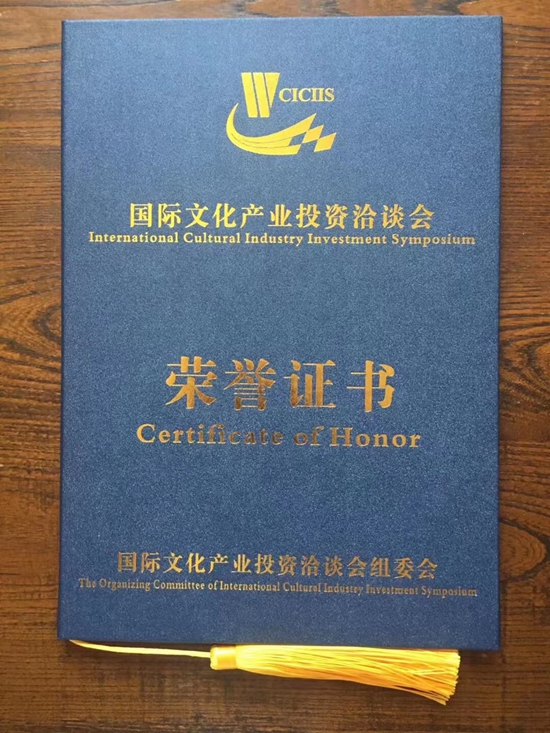 CICIIS
国际文化产业投资洽谈会
International Cultural Industry Investment Symposium
荣誉证书
Certificate of Honor
国际文化产业投资洽谈会组委会
The Organizing Committee of International Cultural Industry Investment Symposium